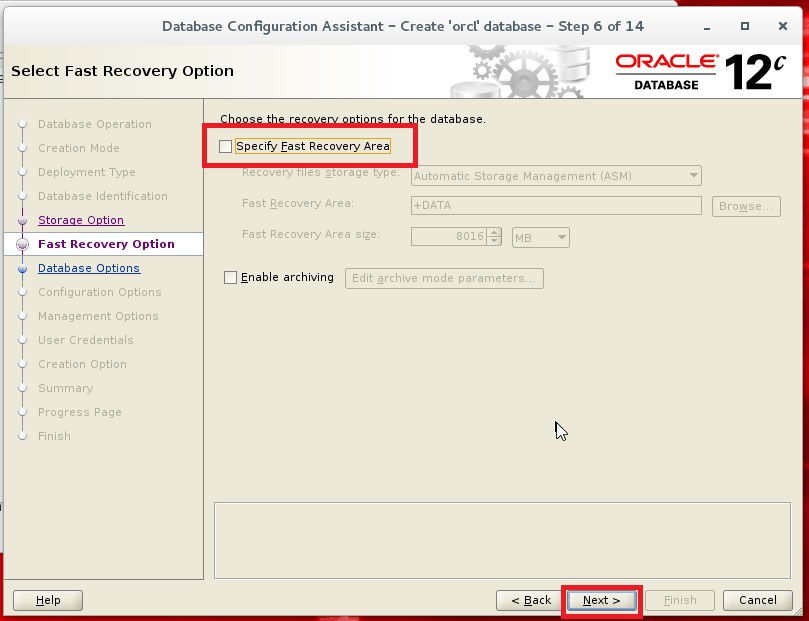 Database Configuration Assistant - Create 'orcl' database - Step 6 of 14
Select Fast Recovery Option
ORACLE
DATABASE
12c
Database Operation
Creation Mode
Deployment Type
Database Identification
Storage Option
Fast Recovery Option
Database Options
Configuration Options
Management Options
User Credentials
Creation Option
Summary
Progress Page
Finish
Choose the recovery options for the database.
Specify Fast Recovery Area
Recovery files storage type: Automatic Storage Management (ASM)
Fast Recovery Area: +DATA Browse...
Fast Recovery Area size: 8016 MB
Enable archiving Edit archive mode parameters...
Help < Back Next > Finish Cancel